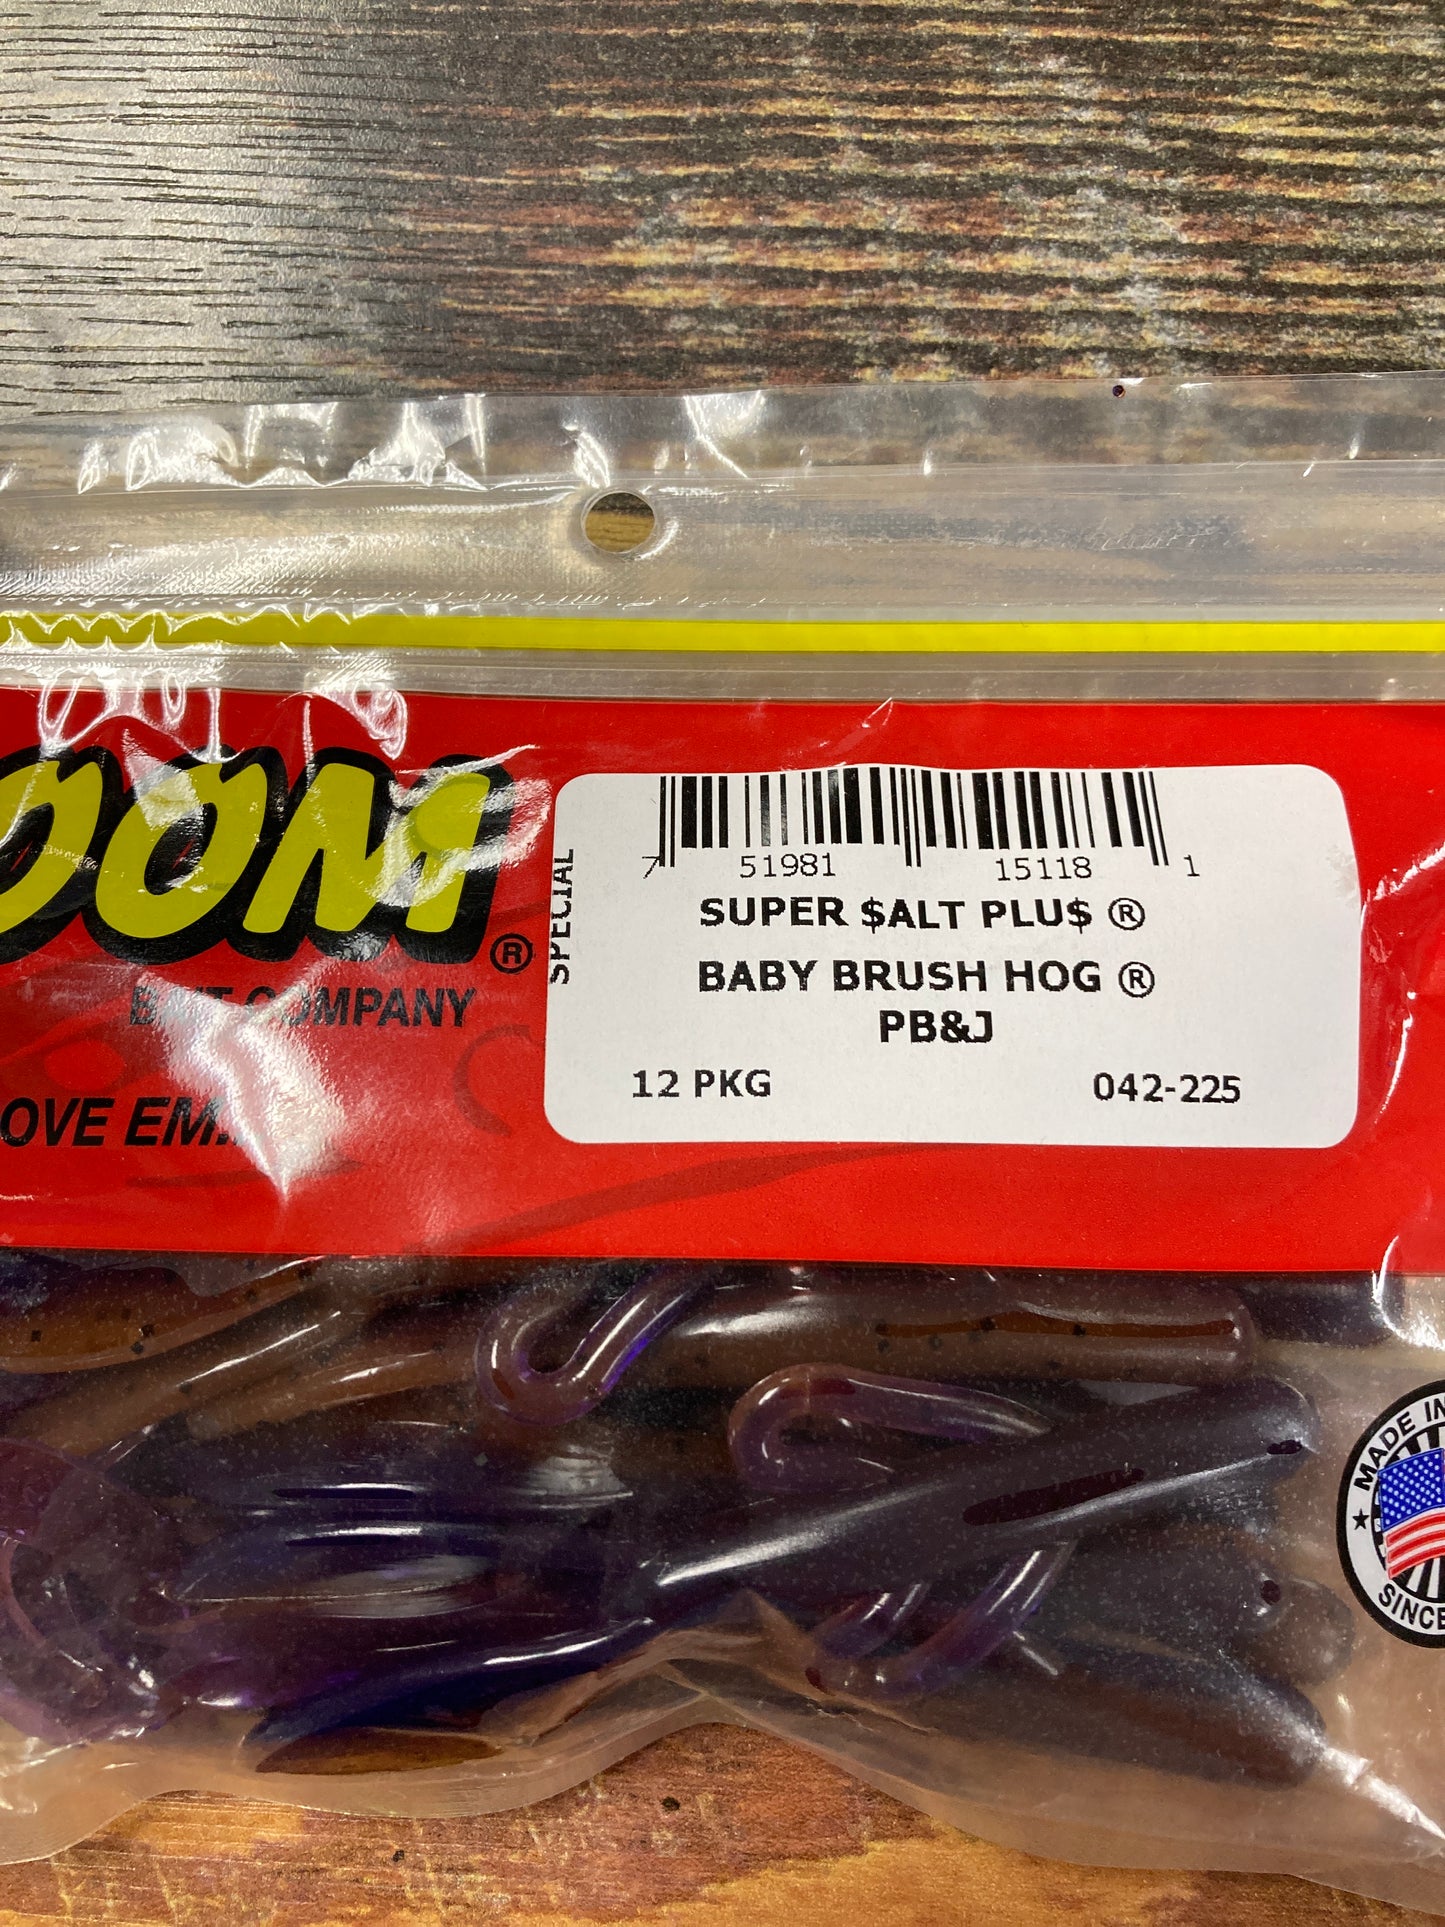 OOM®
BAIT COMPANY
OVE EM
SPECIAL
7 51981 15118 1
SUPER $ALT PLU$ ®
BABY BRUSH HOG ®
PB&J
12 PKG 042-225
MADE IN
SINCE